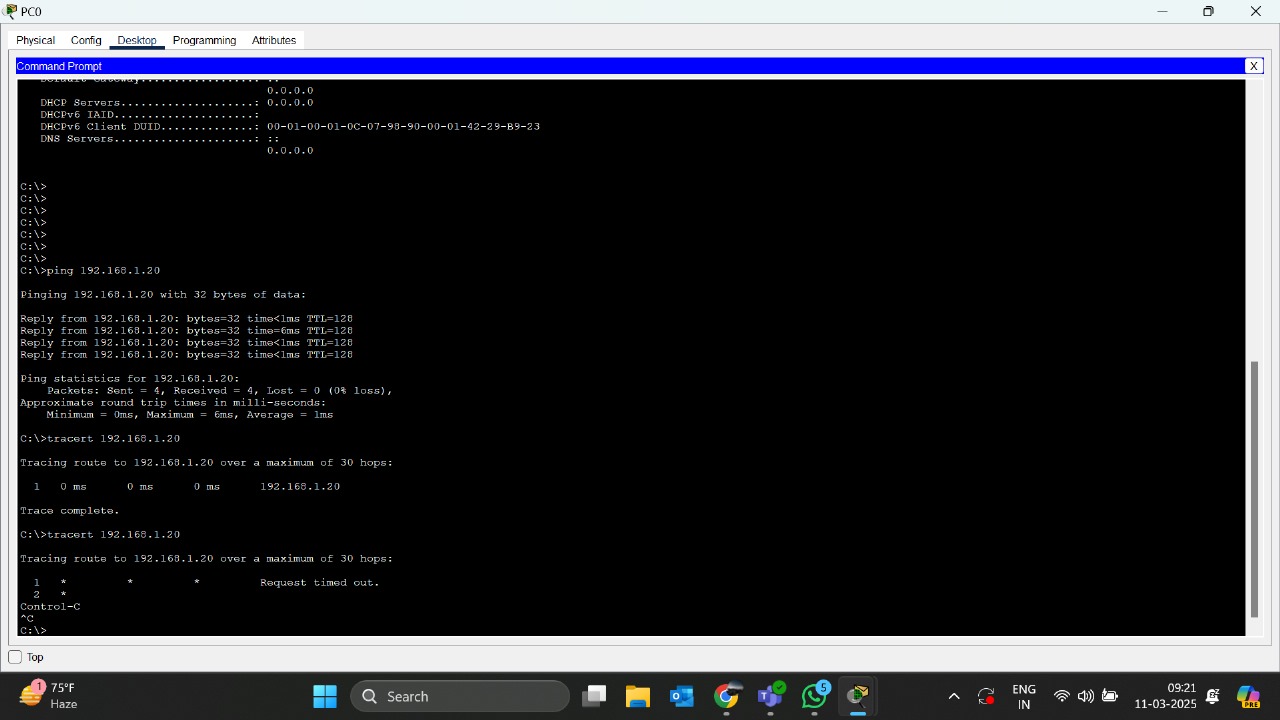 PC0
Physical Config Desktop Programming Attributes
Command Prompt X
Default Gateway.................: ::
0.0.0.0
DHCP Servers....................: 0.0.0.0
DHCPv6 IAID.....................:
DHCPv6 Client DUID..............: 00-01-00-01-0C-07-98-90-00-01-42-29-B9-23
DNS Servers.....................: ::
0.0.0.0
C:\>
C:\>
C:\>
C:\>
C:\>
C:\>
C:\>
C:\>ping 192.168.1.20
Pinging 192.168.1.20 with 32 bytes of data:
Reply from 192.168.1.20: bytes=32 time<1ms TTL=128
Reply from 192.168.1.20: bytes=32 time=6ms TTL=128
Reply from 192.168.1.20: bytes=32 time<1ms TTL=128
Reply from 192.168.1.20: bytes=32 time<1ms TTL=128
Ping statistics for 192.168.1.20:
Packets: Sent = 4, Received = 4, Lost = 0 (0% loss),
Approximate round trip times in milli-seconds:
Minimum = 0ms, Maximum = 6ms, Average = 1ms
C:\>tracert 192.168.1.20
Tracing route to 192.168.1.20 over a maximum of 30 hops:
1 0 ms 0 ms 0 ms 192.168.1.20
Trace complete.
C:\>tracert 192.168.1.20
Tracing route to 192.168.1.20 over a maximum of 30 hops:
1 * * * Request timed out.
2 *
Control-C
^C
C:\>
Top
1
75°F
Haze
Search
5
ENG
IN
09:21
11-03-2025
PRE